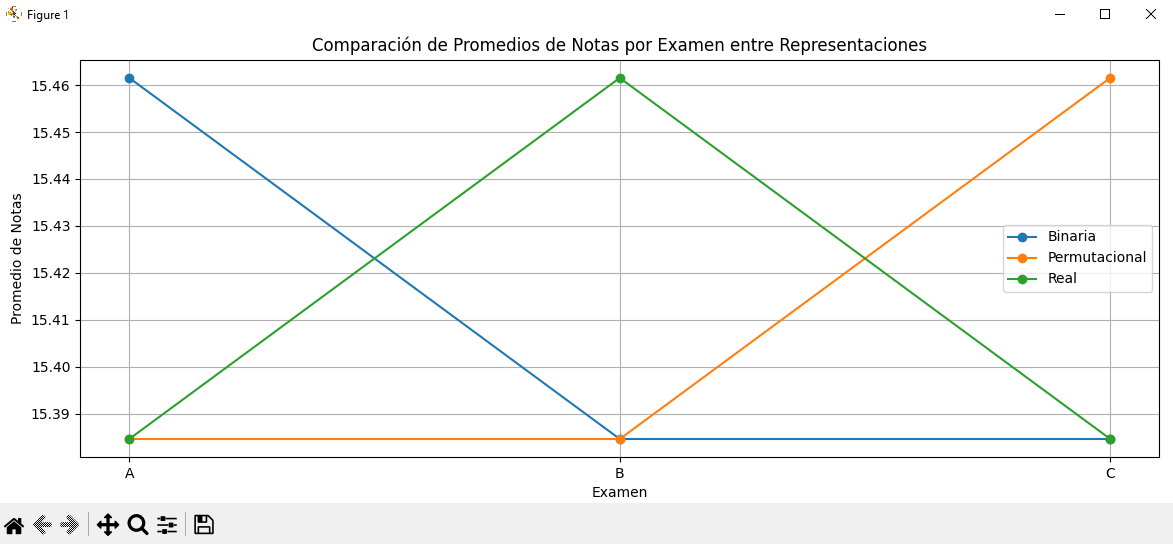 Figure 1
Comparación de Promedios de Notas por Examen entre Representaciones
Promedio de Notas
15.46
15.45
15.44
15.43
15.42
15.41
15.40
15.39
Binaria
Permutacional
Real
A B C
Examen